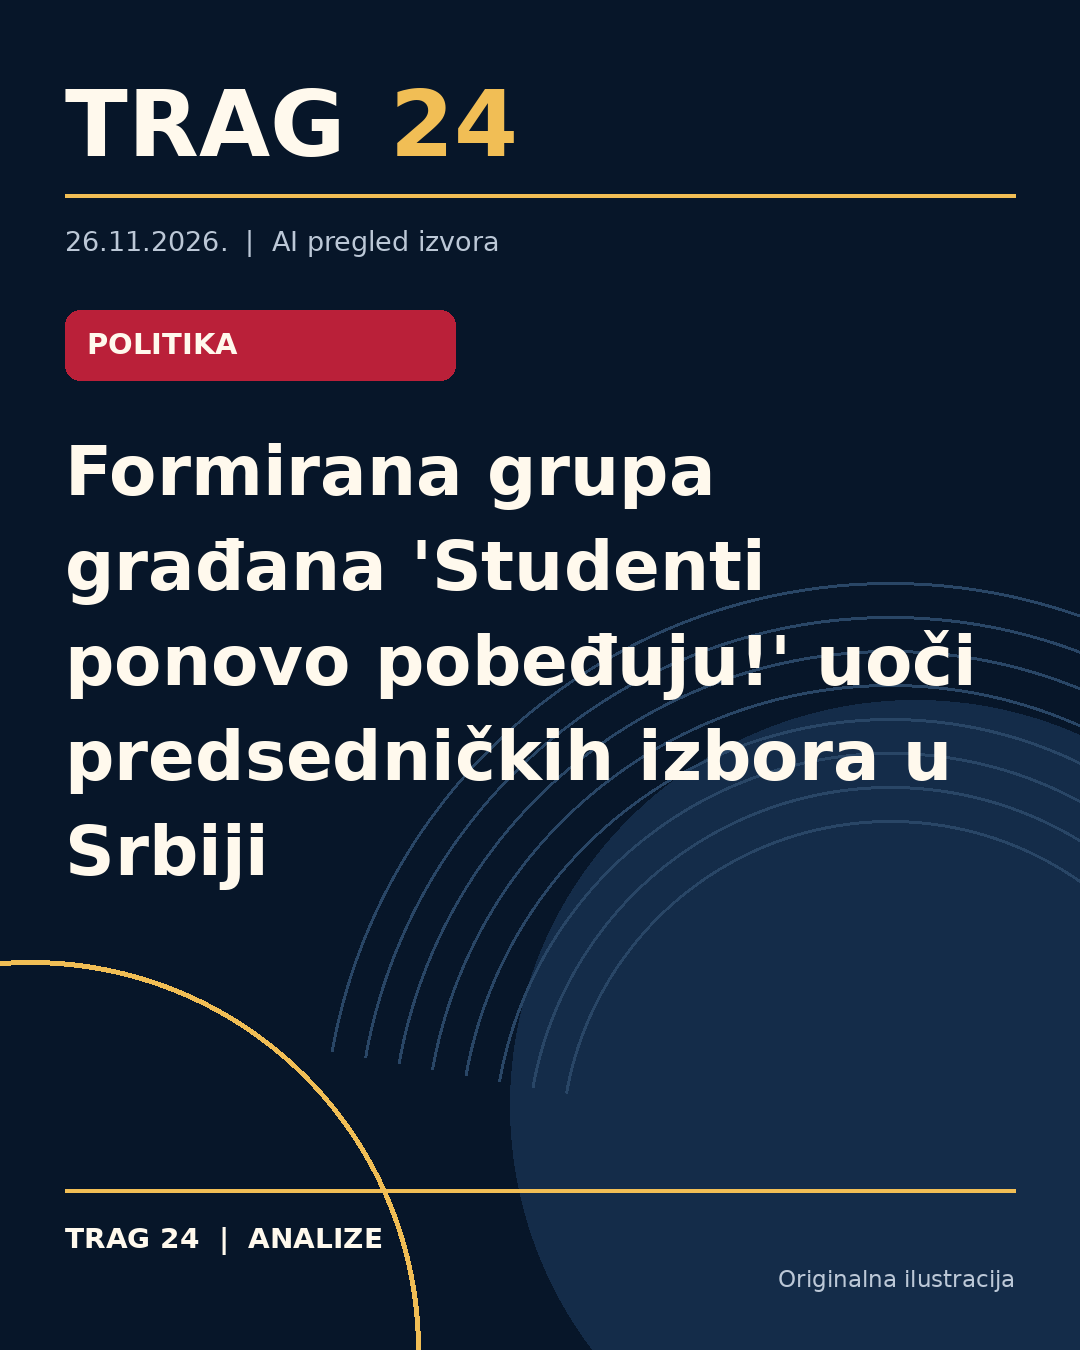 TRAG 24
26.11.2026. | AI pregled izvora
POLITIKA
Formirana grupa
građana 'Studenti
ponovo pobeđuju!' uoči
predsedničkih izbora u
Srbiji
TRAG 24 | ANALIZE
Originalna ilustracija